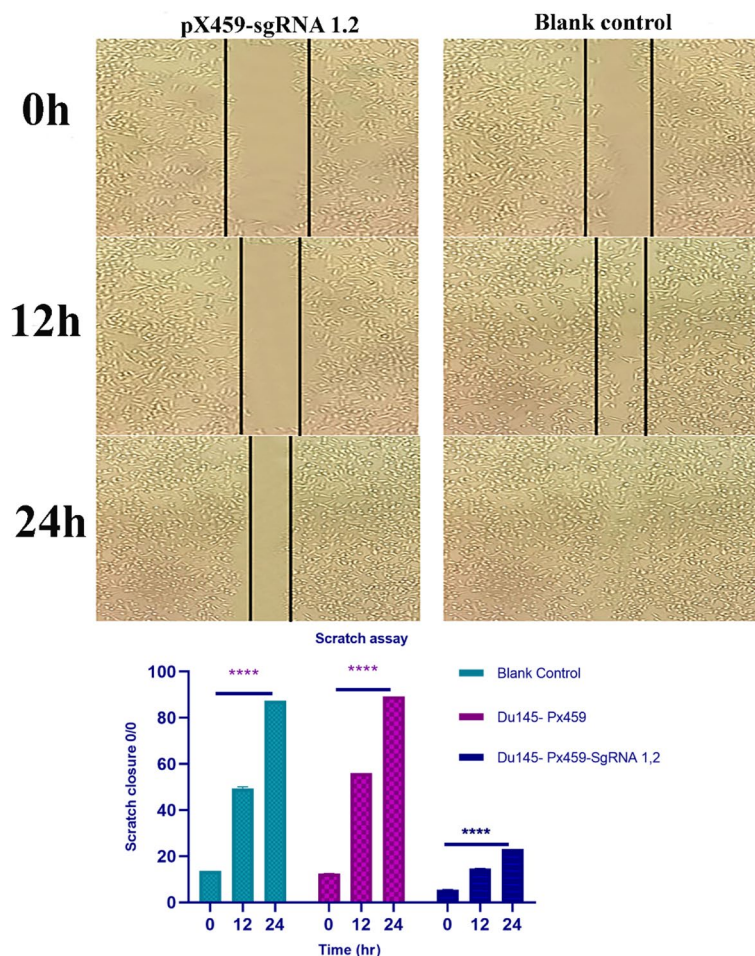 pX459-sgRNA 1.2
Blank control
0h
12h
24h
Scratch assay
Scratch closure 0/0
100
80
60
40
20
0
****
****
****
0 12 24
0 12 24
0 12 24
Time (hr)
Blank Control
Du145- Px459
Du145- Px459-SgRNA 1,2